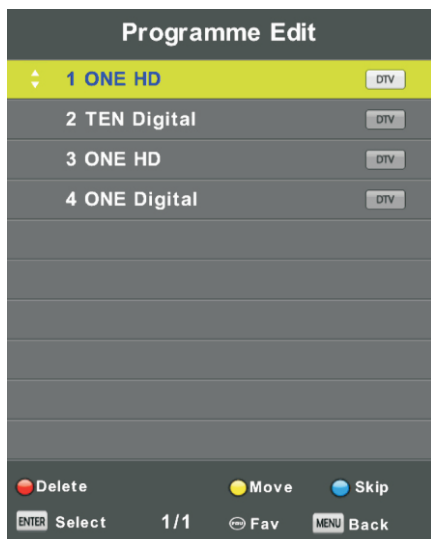 Programme Edit
1 ONE HD DTV
2 TEN Digital DTV
3 ONE HD DTV
4 ONE Digital DTV
Delete Move Skip
ENTER Select 1/1 Fav MENU Back